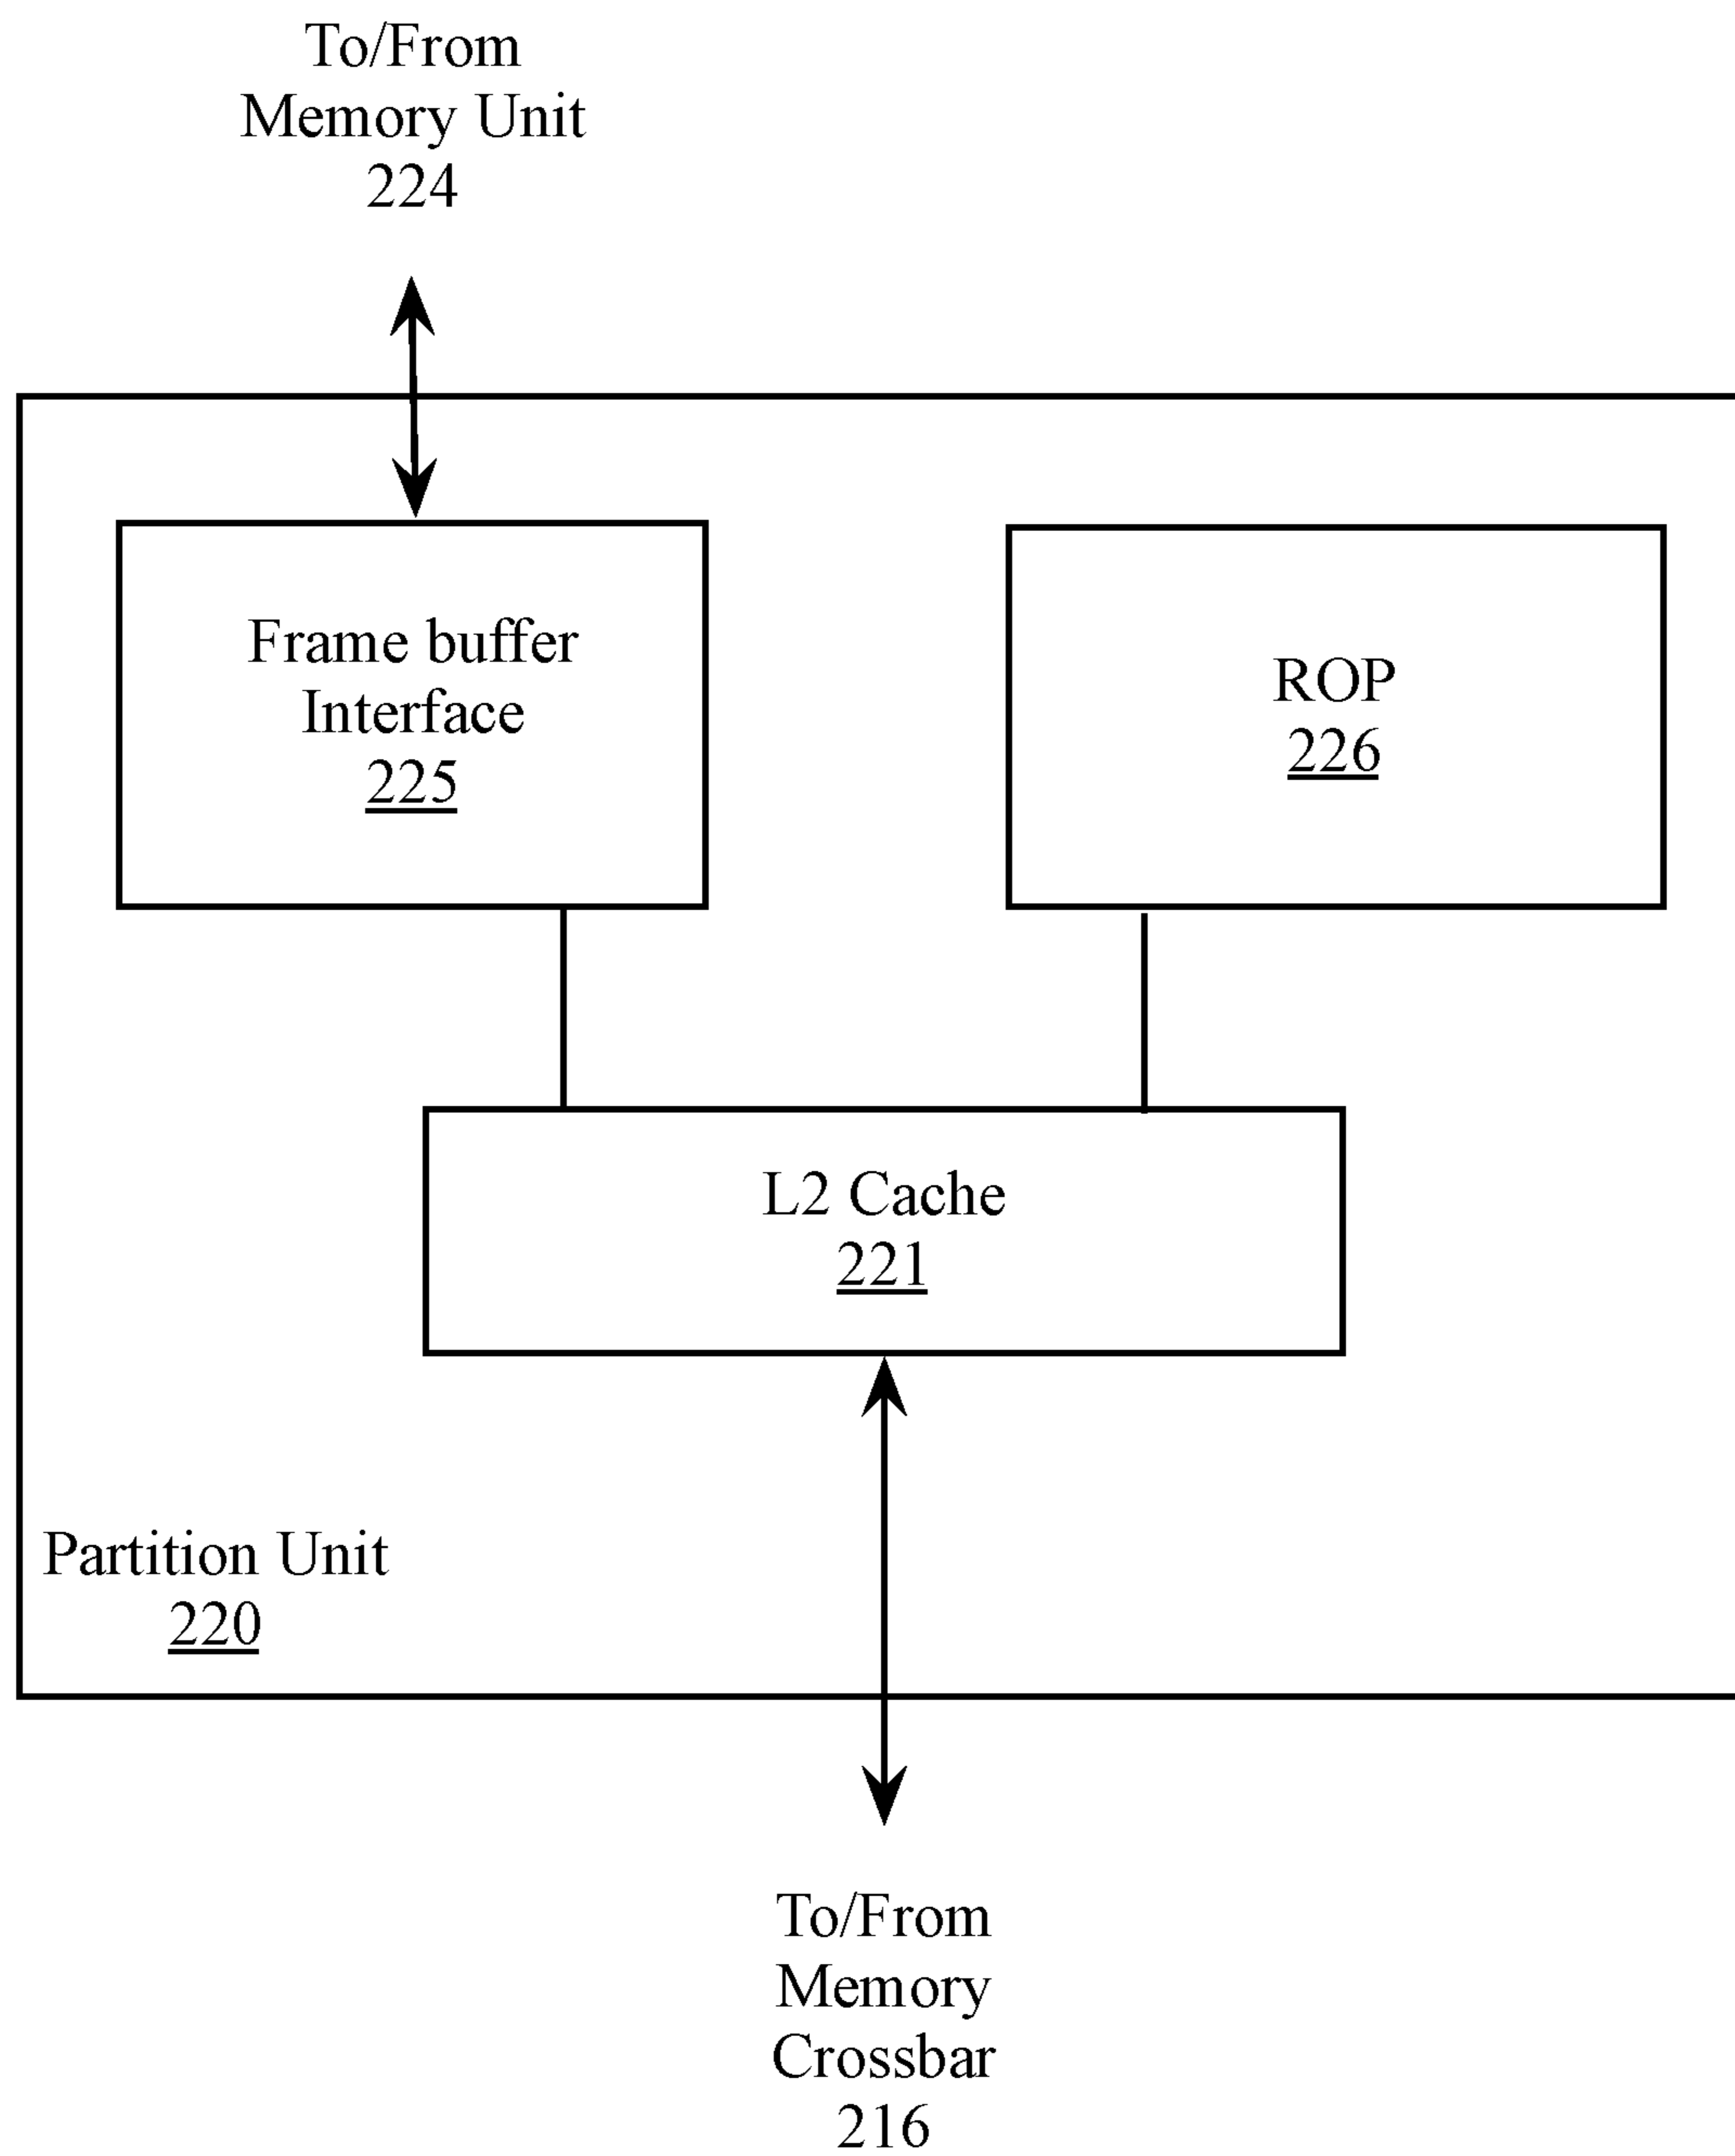 To/From
Memory Unit
224
Frame buffer
Interface
225
ROP
226
L2 Cache
221
Partition Unit
220
To/From
Memory
Crossbar
216